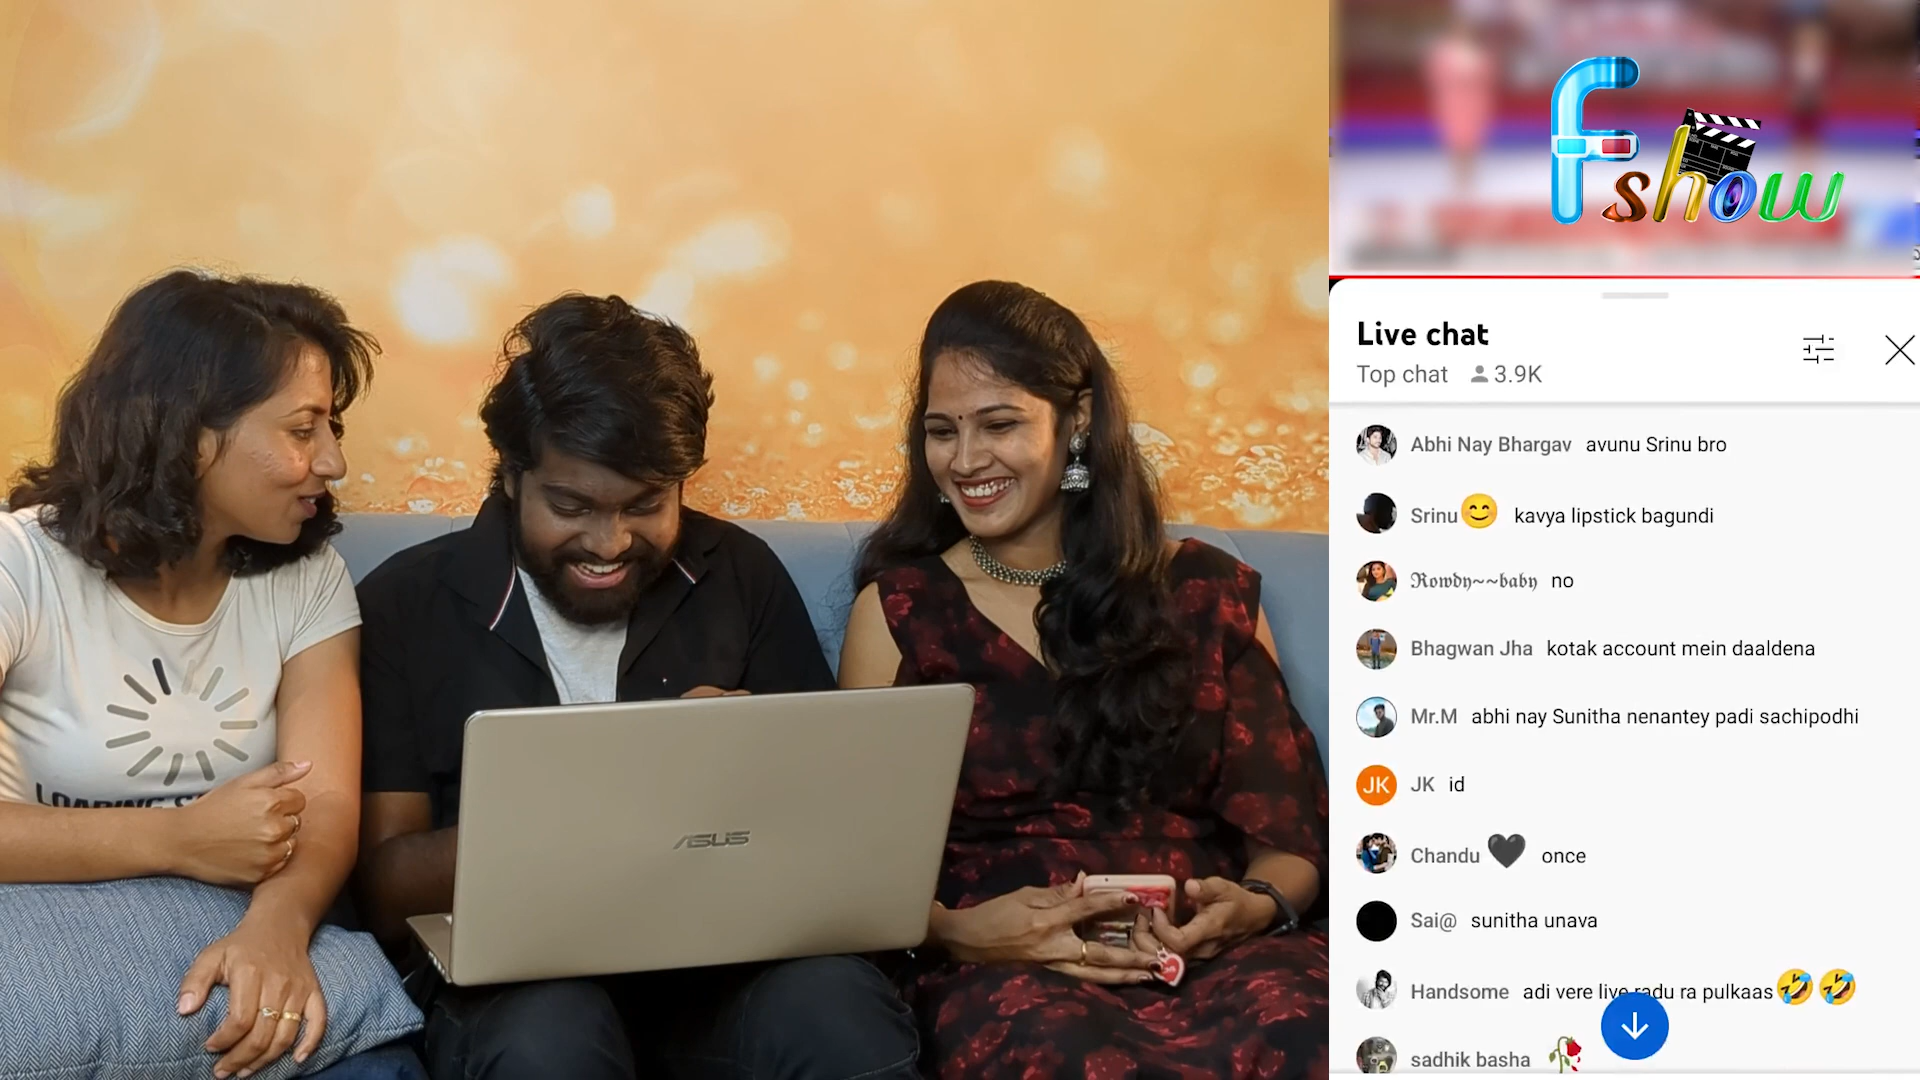 Fshow
Live chat
Top chat 3.9K
Abhi Nay Bhargav avunu Srinu bro
Srinu😊 kavya lipstick bagundi
ℜ𝔬𝔴𝔡𝔶~~𝔟𝔞𝔟𝔶 no
Bhagwan Jha kotak account mein daaldena
Mr.M abhi nay Sunitha nenantey padi sachipodhi
JK JK id
Chandu 🖤 once
Sai@ sunitha unava
Handsome adi vere live radu ra pulkaas🤣🤣
sadhik basha 🥀
LOADING
ASUS